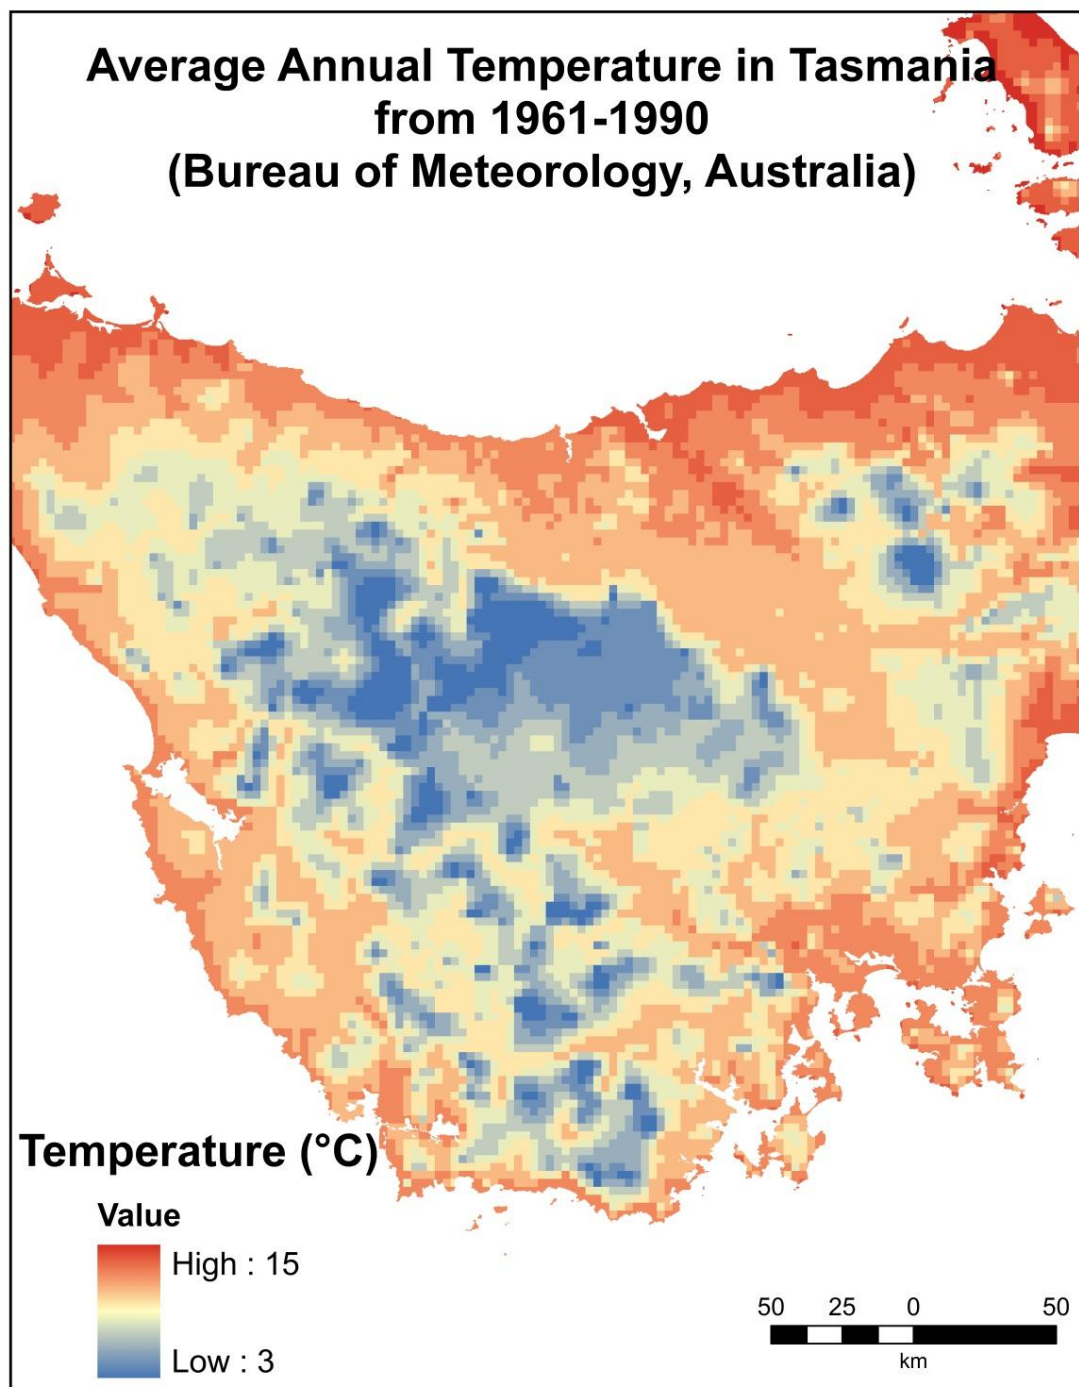 Average Annual Temperature in Tasmania
from 1961-1990
(Bureau of Meteorology, Australia)
Temperature (°C)
Value
High : 15
Low : 3
50 25 0 50
km